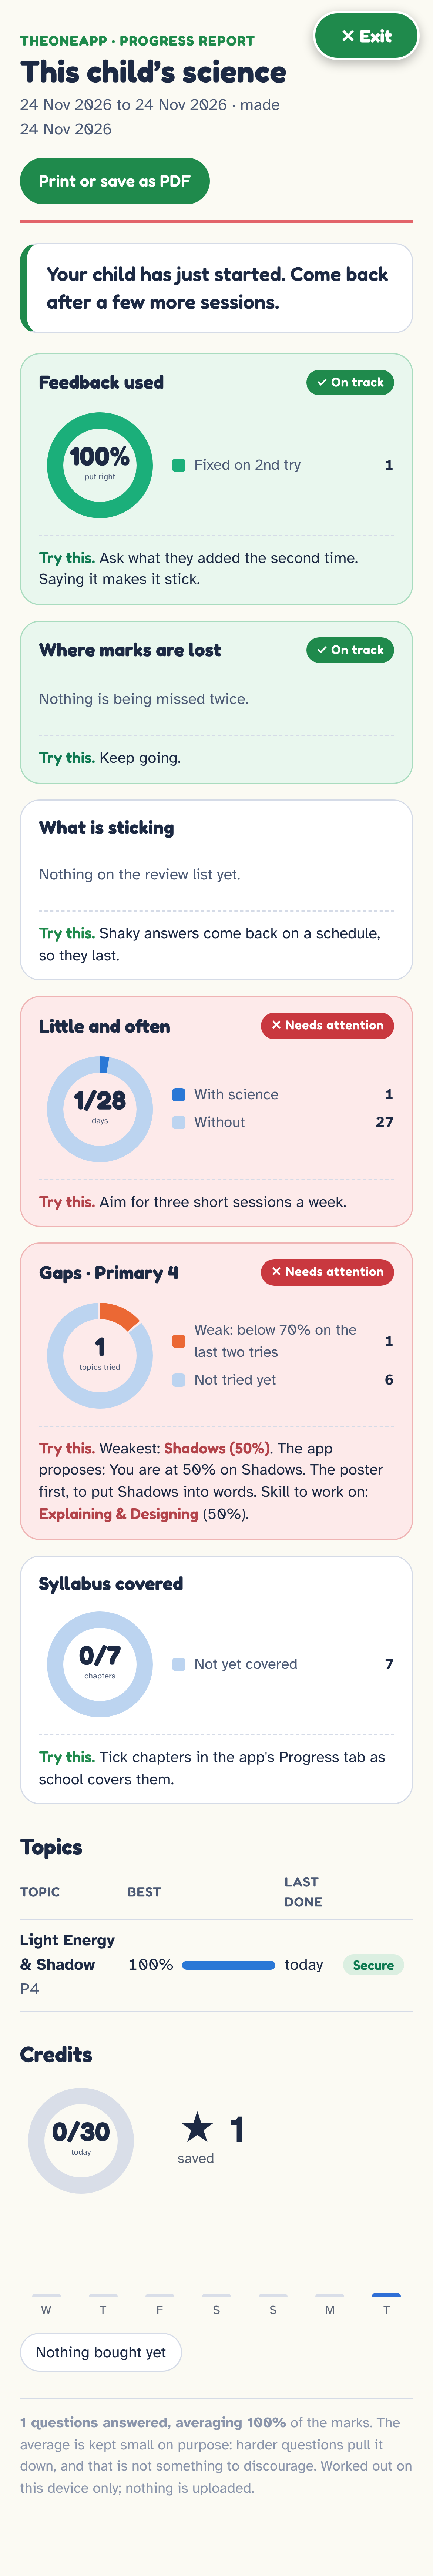 THEONEAPP · PROGRESS REPORT
✕ Exit
This child's science
24 Nov 2026 to 24 Nov 2026 · made
24 Nov 2026
Print or save as PDF
Your child has just started. Come back
after a few more sessions.
Feedback used
✓ On track
100%
put right
Fixed on 2nd try 1
Try this. Ask what they added the second time.
Saying it makes it stick.
Where marks are lost
✓ On track
Nothing is being missed twice.
Try this. Keep going.
What is sticking
Nothing on the review list yet.
Try this. Shaky answers come back on a schedule,
so they last.
Little and often
✕ Needs attention
1/28
days
With science 1
Without 27
Try this. Aim for three short sessions a week.
Gaps · Primary 4
✕ Needs attention
1
topics tried
Weak: below 70% on the
last two tries 1
Not tried yet 6
Try this. Weakest: Shadows (50%). The app
proposes: You are at 50% on Shadows. The poster
first, to put Shadows into words. Skill to work on:
Explaining & Designing (50%).
Syllabus covered
0/7
chapters
Not yet covered 7
Try this. Tick chapters in the app's Progress tab as
school covers them.
Topics
TOPIC BEST LAST
DONE
Light Energy
& Shadow 100% today Secure
P4
Credits
0/30
today
★ 1
saved
W T F S S M T
Nothing bought yet
1 questions answered, averaging 100% of the marks. The
average is kept small on purpose: harder questions pull it
down, and that is not something to discourage. Worked out on
this device only; nothing is uploaded.